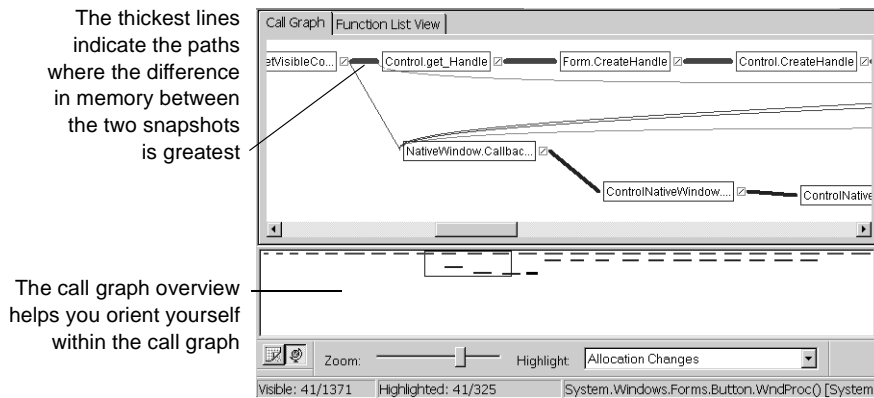 The thickest lines
indicate the paths
where the difference
in memory between
the two snapshots
is greatest
Call Graph Function List View
etVisibleCo... Control.get_Handle Form.CreateHandle Control.CreateHandle
NativeWindow.Callbac...
ControlNativeWindow.... ControlNative
The call graph overview
helps you orient yourself
within the call graph
Zoom: Highlight: Allocation Changes
Visible: 41/1371 Highlighted: 41/325 System.Windows.Forms.Button.WndProc() [System